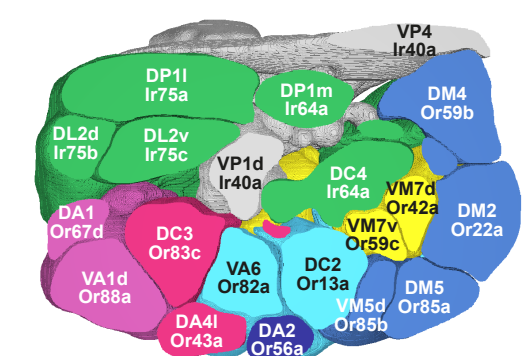 VP4
Ir40a
DP1l
Ir75a
DP1m
Ir64a
DM4
Or59b
DL2d
Ir75b
DL2v
Ir75c
VP1d
Ir40a
DC4
Ir64a
VM7d
Or42a
DM2
Or22a
DA1
Or67d
DC3
Or83c
VM7v
Or59c
VA1d
Or88a
VA6
Or82a
DC2
Or13a
VM5d
Or85b
DM5
Or85a
DA4l
Or43a
DA2
Or56a